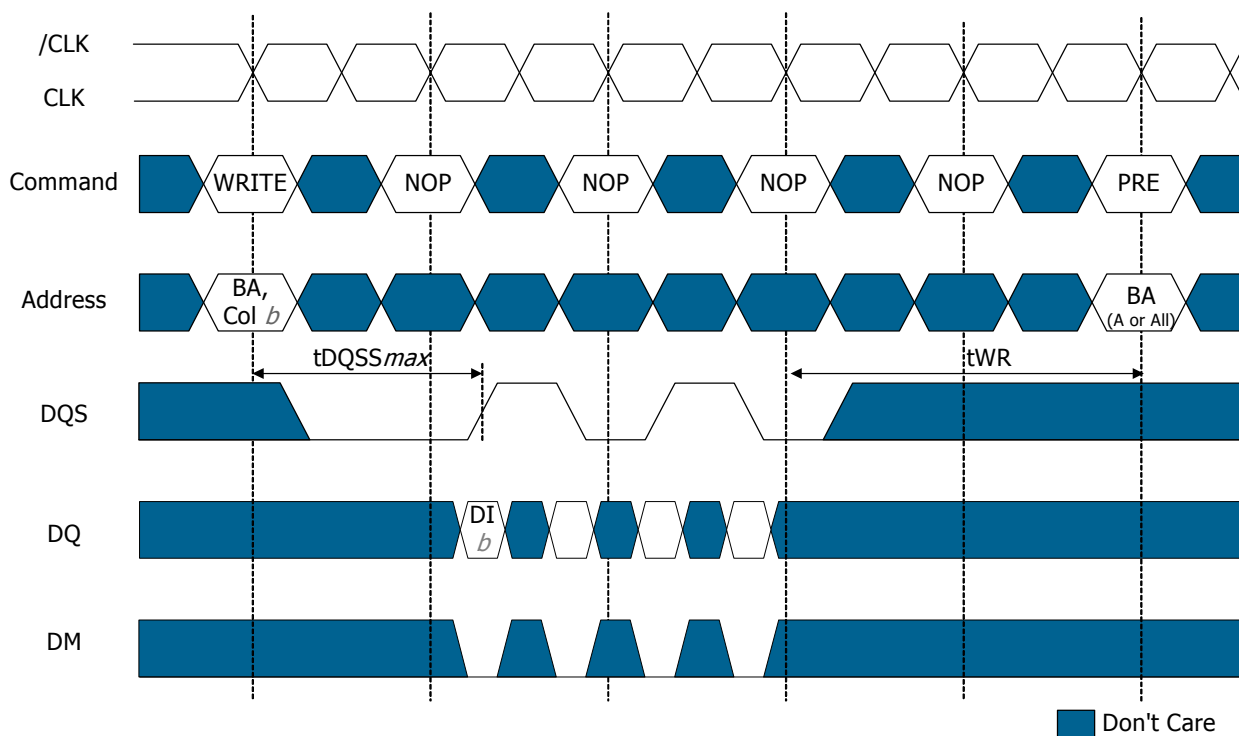 /CLK
CLK
Command
WRITE
NOP
NOP
NOP
NOP
PRE
Address
BA,
Col b
BA
(A or All)
tDQSSmax
tWR
DQS
DQ
DI
b
DM
Don't Care